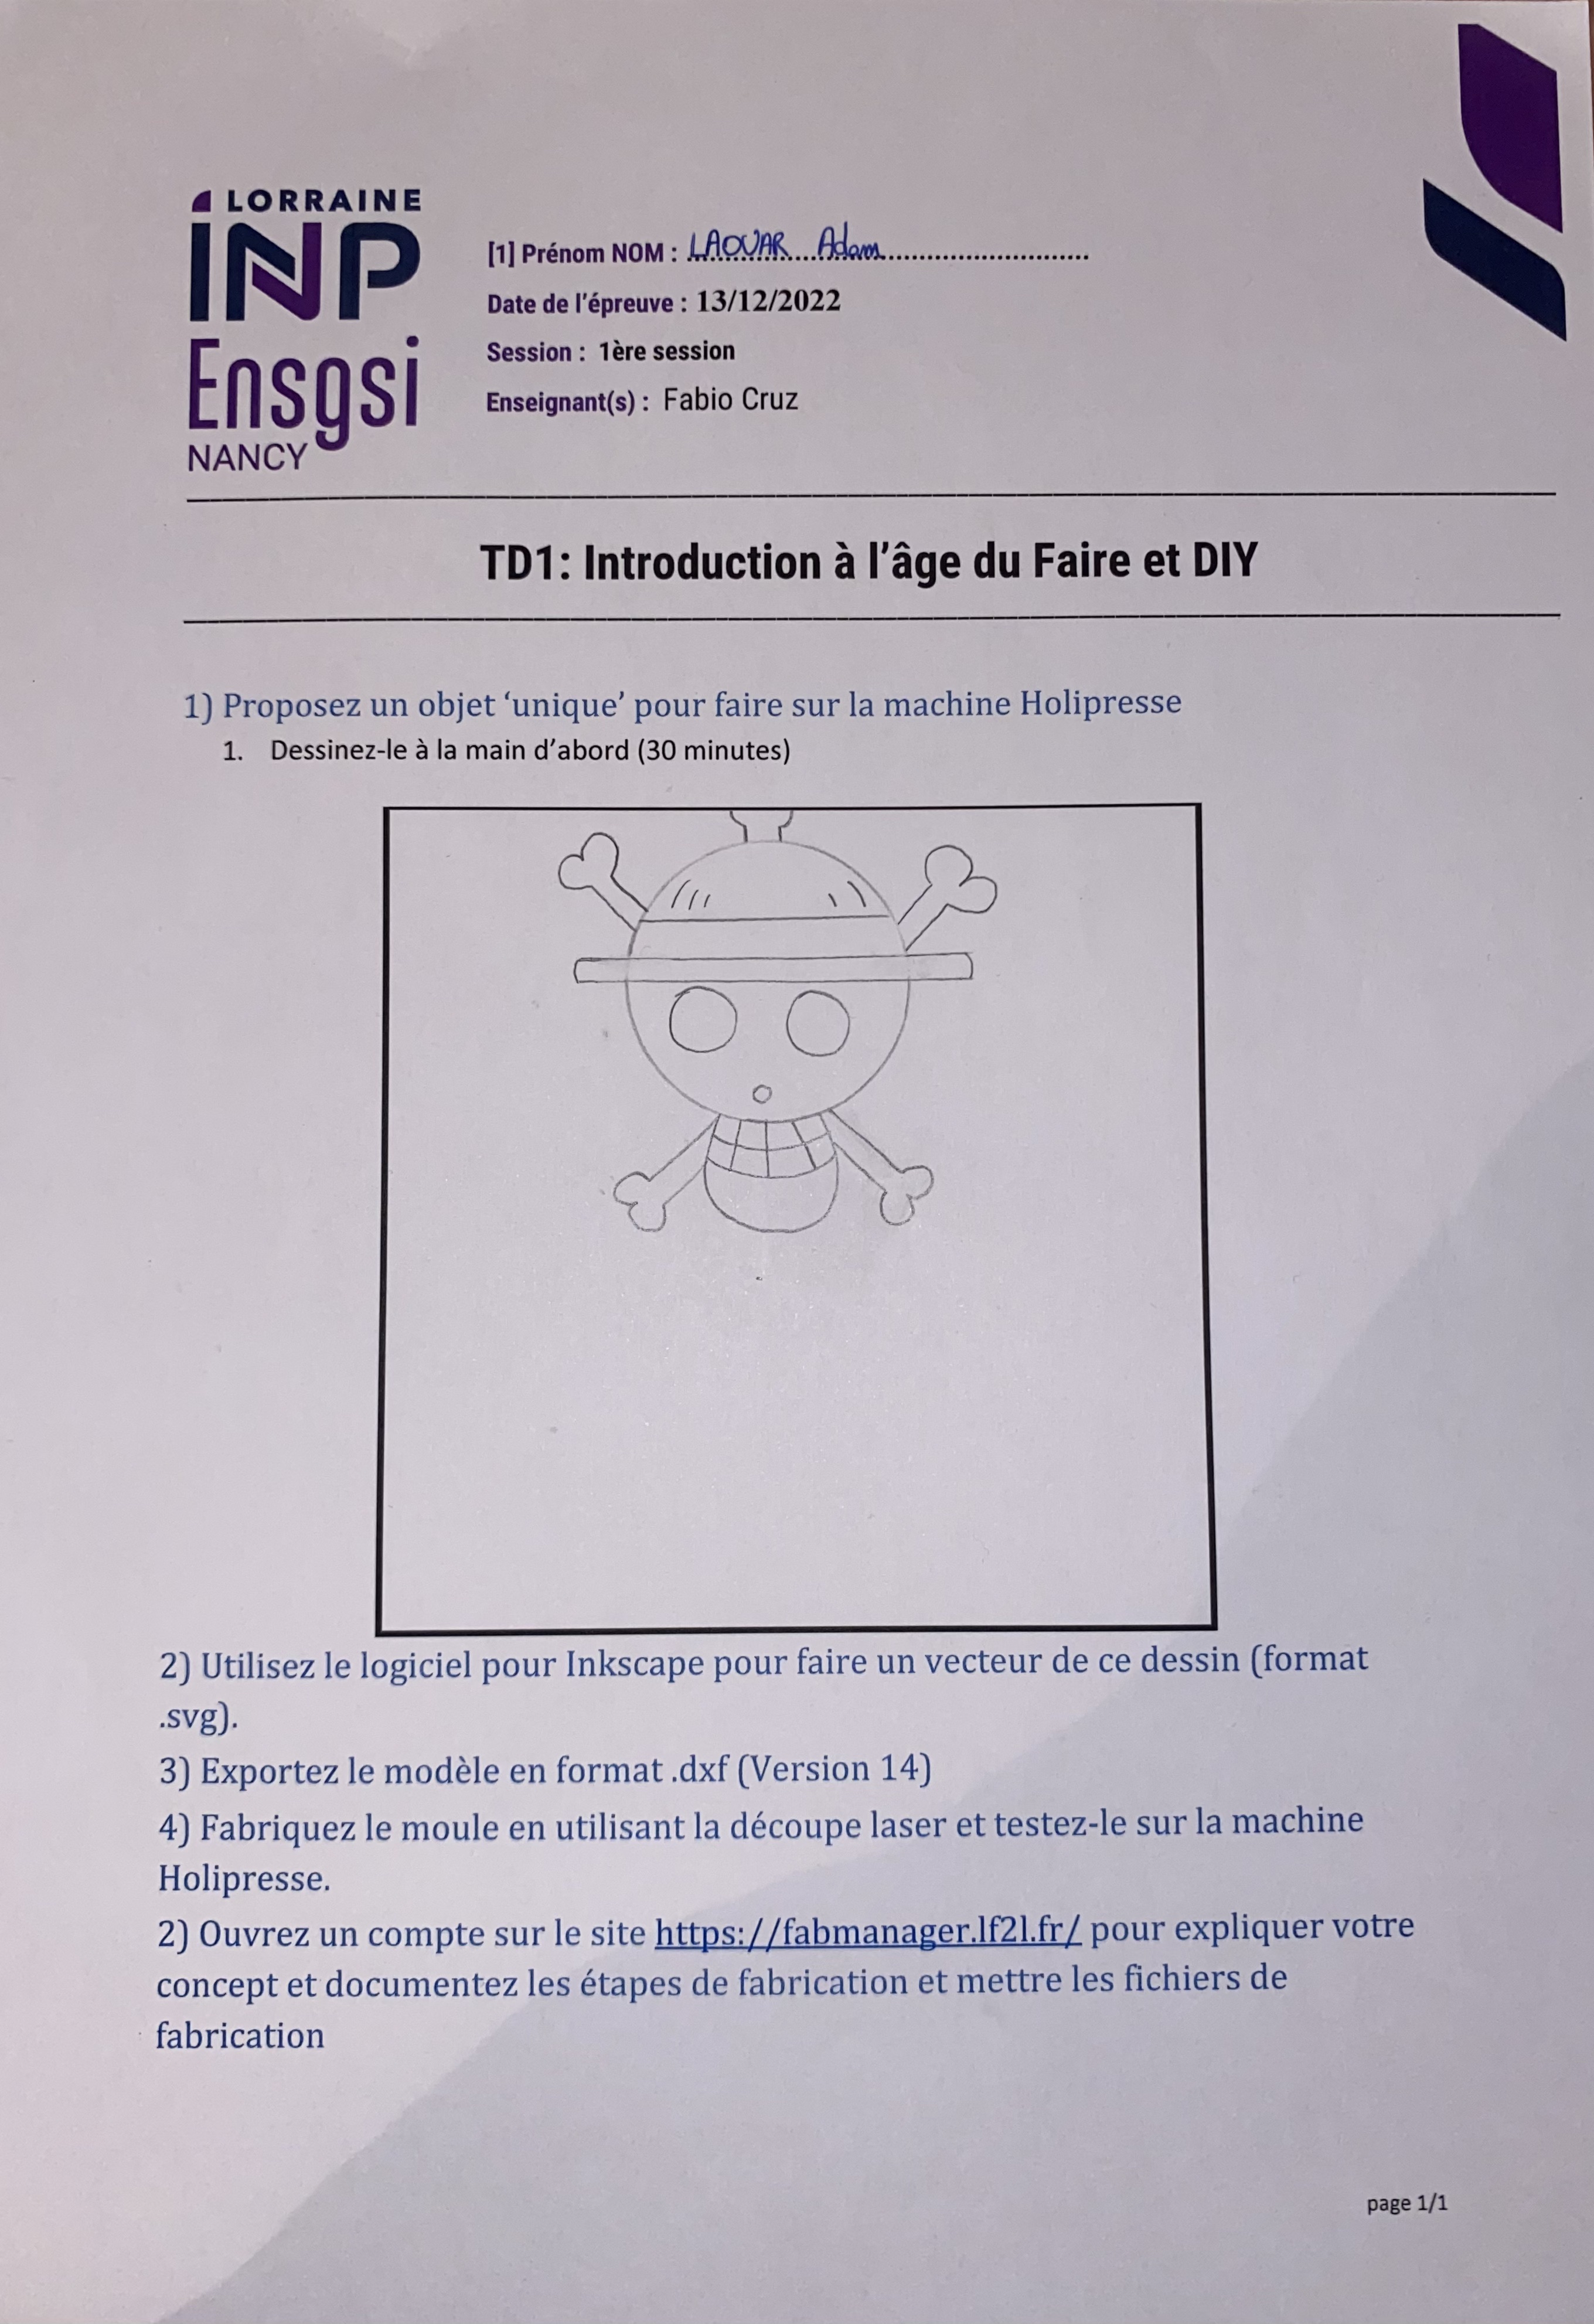 LORRAINE
INP
Ensgsi
NANCY
[1] Prénom NOM : LAOUAR Adam
Date de l'épreuve : 13/12/2022
Session : 1ère session
Enseignant(s) : Fabio Cruz
TD1: Introduction à l'âge du Faire et DIY
1) Proposez un objet ‘unique’ pour faire sur la machine Holipresse
1. Dessinez-le à la main d'abord (30 minutes)
2) Utilisez le logiciel pour Inkscape pour faire un vecteur de ce dessin (format
.svg).
3) Exportez le modèle en format .dxf (Version 14)
4) Fabriquez le moule en utilisant la découpe laser et testez-le sur la machine
Holipresse.
2) Ouvrez un compte sur le site https://fabmanager.lf2l.fr/ pour expliquer votre
concept et documentez les étapes de fabrication et mettre les fichiers de
fabrication
page 1/1